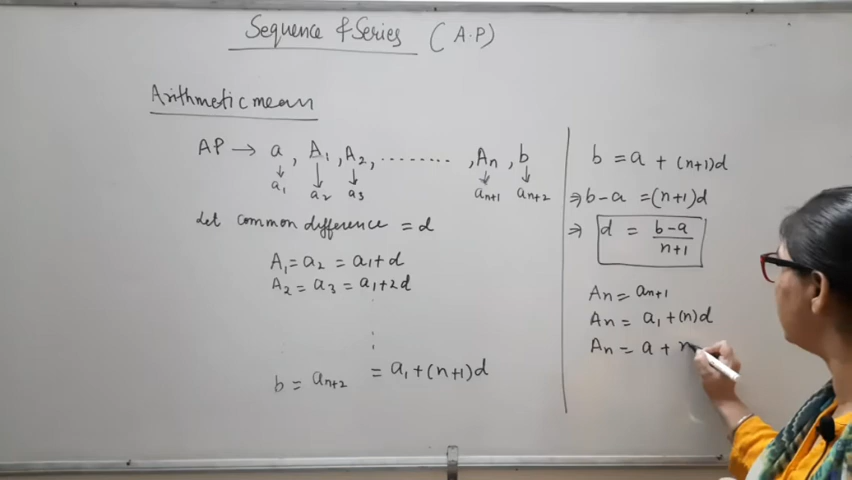 Sequence & Series (A.P)
Arithmetic mean
AP → a, A₁, A₂, ........ , Aₙ, b
↓ ↓ ↓ ↓ ↓
a₁ a₂ a₃ aₙ₊₁ aₙ₊₂
Let common difference = d
A₁ = a₂ = a₁+d
A₂ = a₃ = a₁+2d
b = aₙ₊₂ = a₁+(n+1)d
b = a + (n+1)d
⇒ b-a = (n+1)d
⇒ d = b-a
n+1
Aₙ = aₙ₊₁
Aₙ = a₁+(n)d
Aₙ = a + n